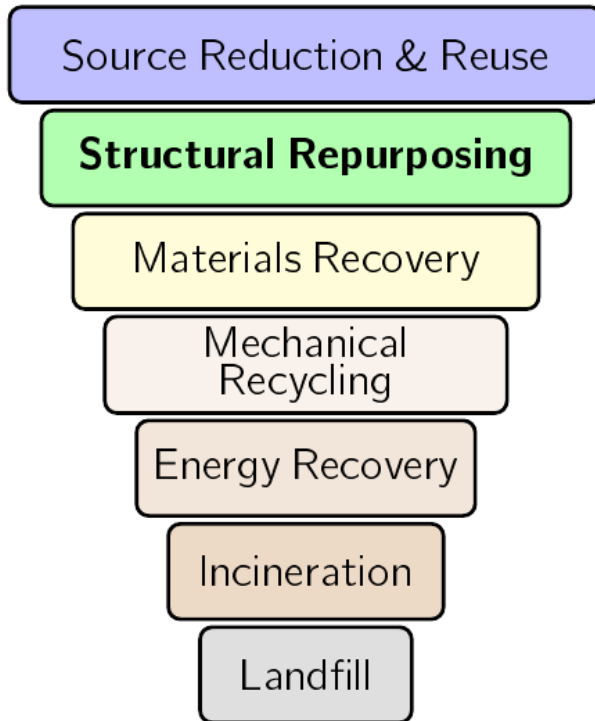 Source Reduction & Reuse
Structural Repurposing
Materials Recovery
Mechanical
Recycling
Energy Recovery
Incineration
Landfill